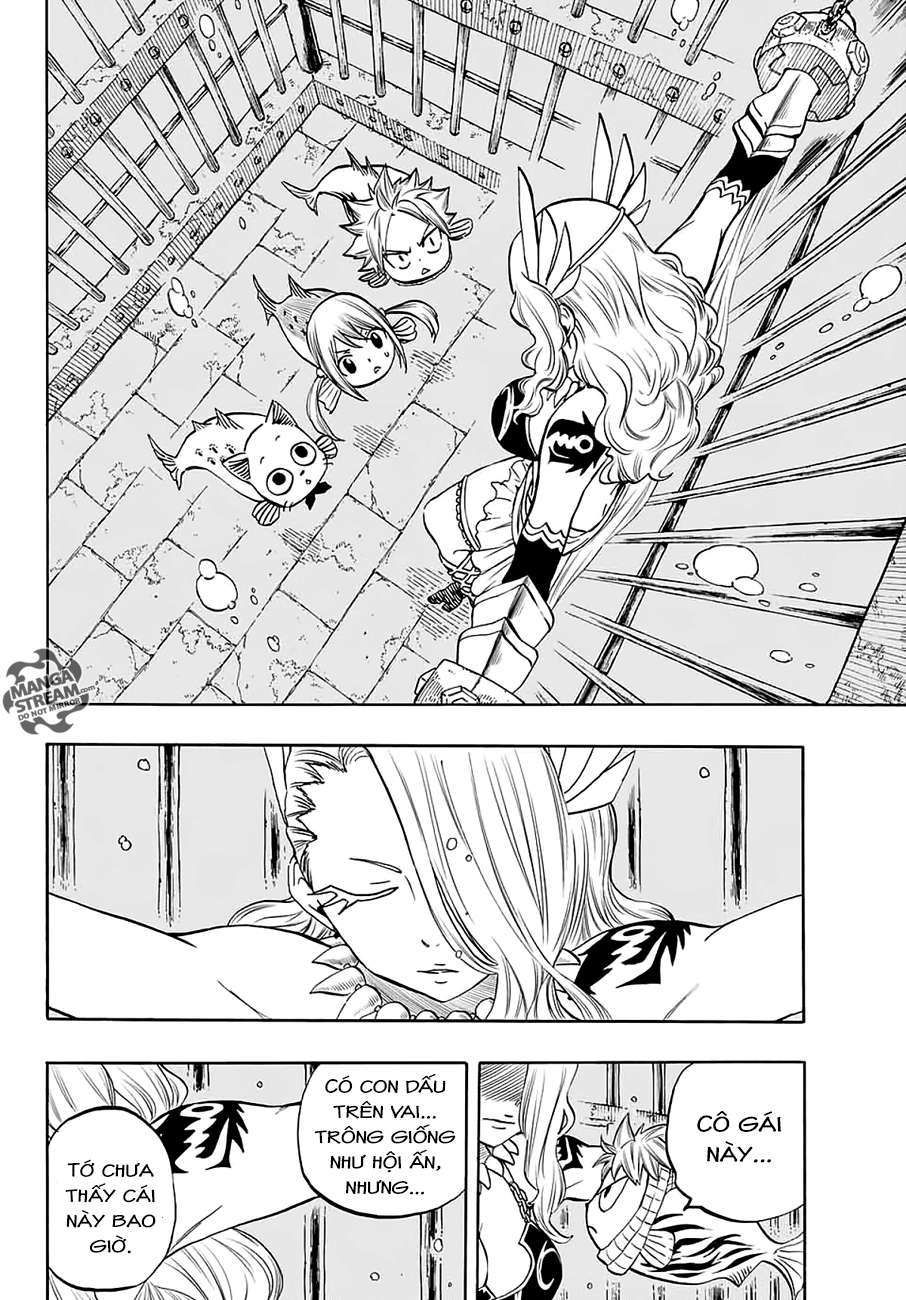 MANGA
STREAM.com
DO NOT MIRROR!
CÔ GÁI
NÀY...
CÓ CON DẤU
TRÊN VAI...
TRÔNG GIỐNG
NHƯ HỘI ẤN,
NHƯNG...
TỚ CHƯA
THẤY CÁI
NÀY BAO
GIỜ.